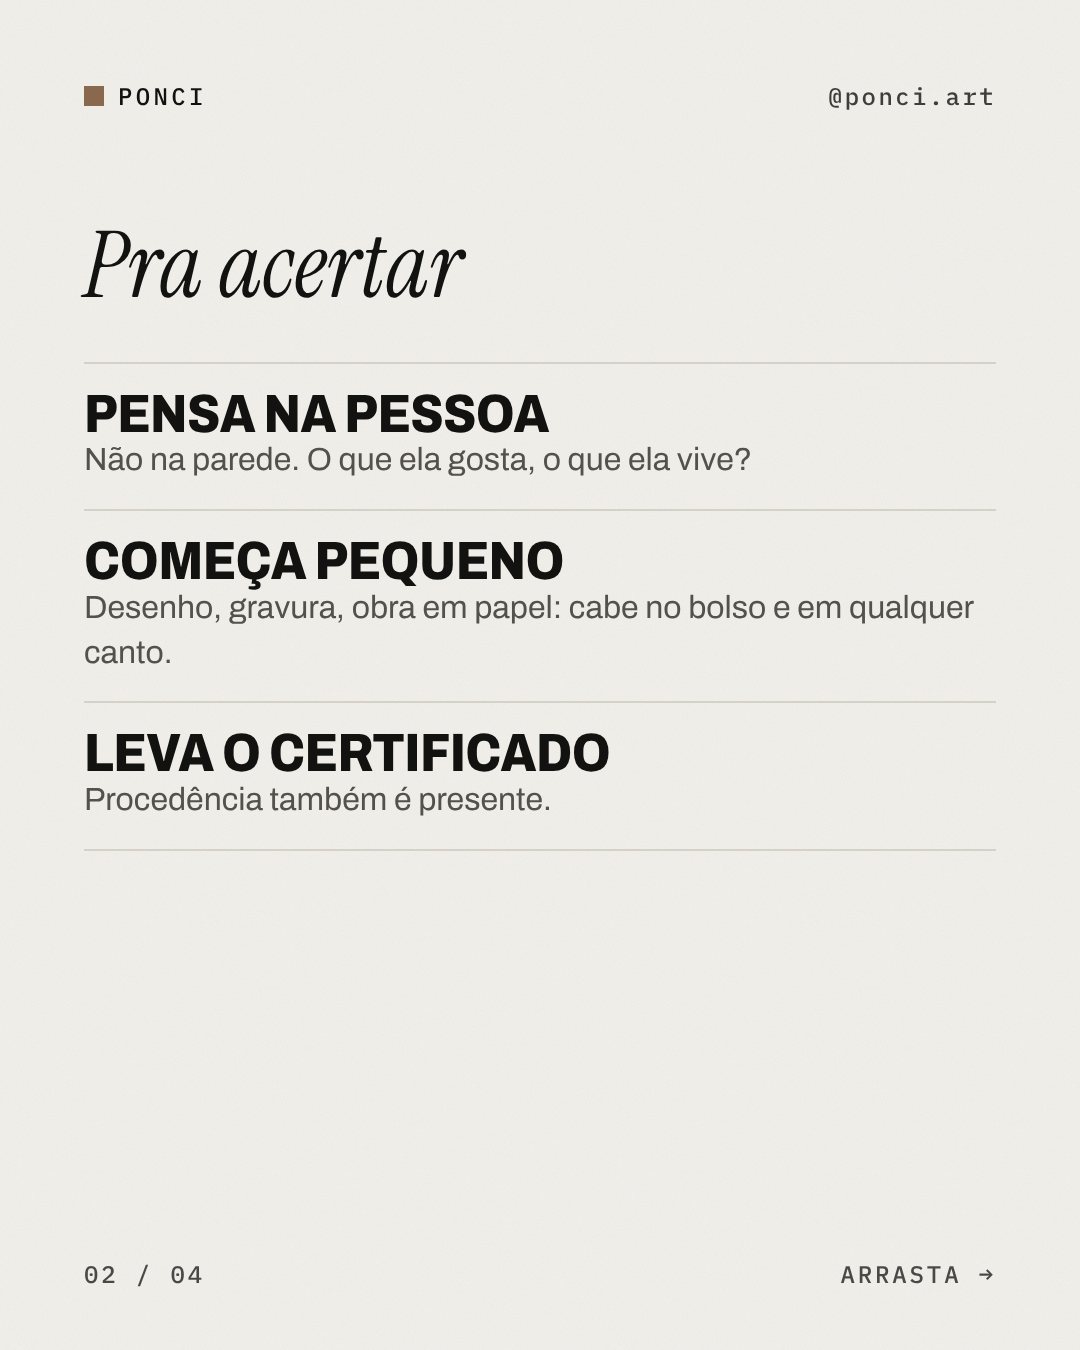 PONCI
@ponci.art
Pra acertar
PENSA NA PESSOA
Não na parede. O que ela gosta, o que ela vive?
COMEÇA PEQUENO
Desenho, gravura, obra em papel: cabe no bolso e em qualquer
canto.
LEVA O CERTIFICADO
Procedência também é presente.
02 / 04
ARRASTA →